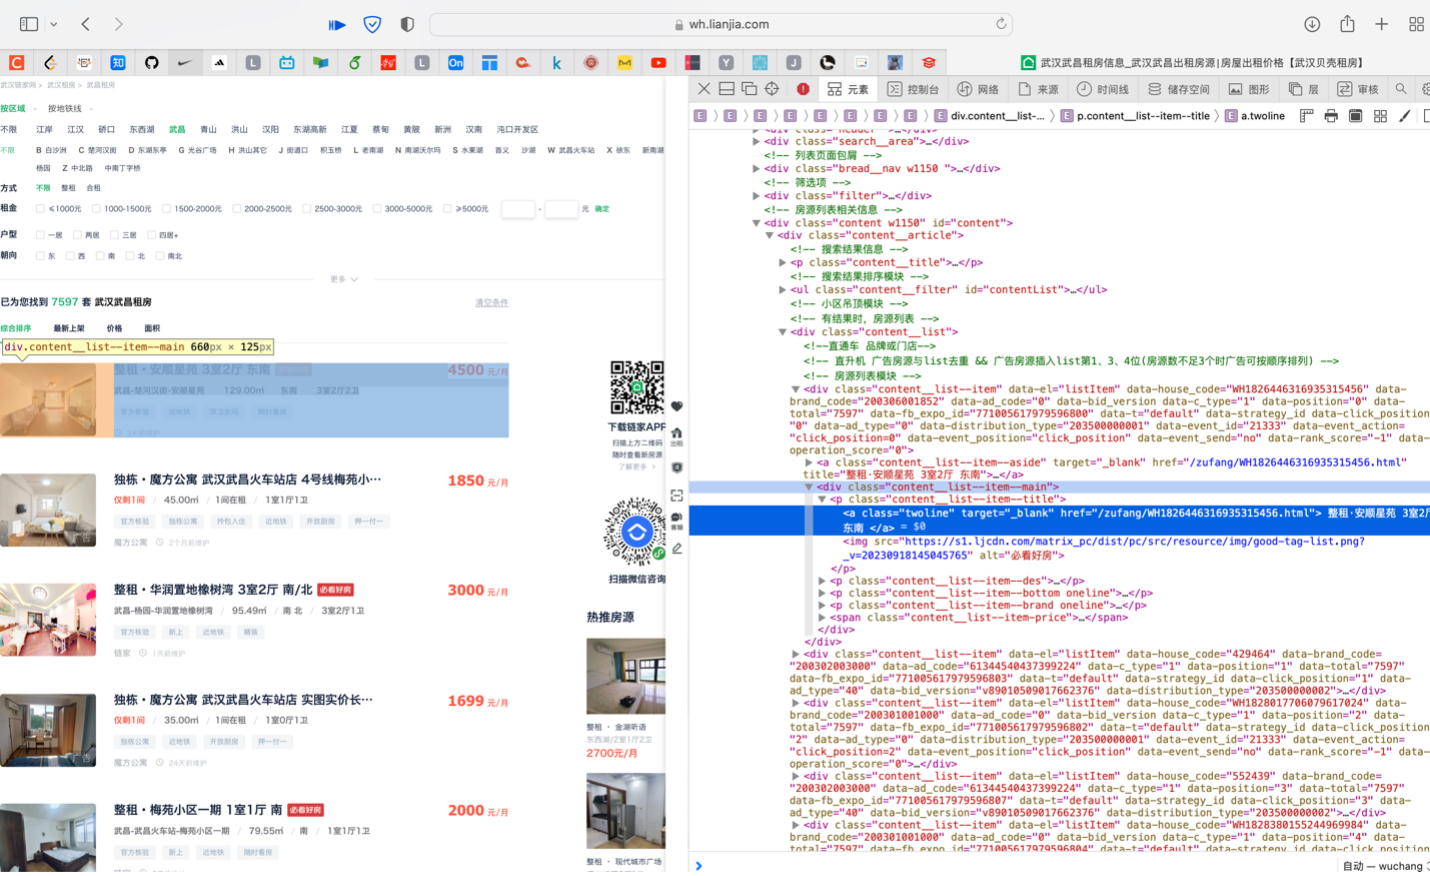 wh.lianjia.com
武汉武昌租房信息_武汉武昌出租房源|房屋出租价格【武汉贝壳租房】
武汉链家网 > 武汉租房 > 武昌租房
按区域 按地铁线
不限 江岸 江汉 硚口 东西湖 武昌 青山 洪山 汉阳 东湖高新 江夏 蔡甸 黄陂 新洲 汉南 沌口开发区
不限 B 白沙洲 C 楚河汉街 D 东湖东亭 G 光谷广场 H 洪山其它 J 街道口 积玉桥 L 老南湖 N 南湖沃尔玛 S 水果湖 首义 沙湖 W 武昌火车站 X 徐东 新南湖
杨园 Z 中北路 中南丁字桥
方式 不限 整租 合租
租金 ≤1000元 1000-1500元 1500-2000元 2000-2500元 2500-3000元 3000-5000元 ≥5000元 - 元 确定
户型 一居 两居 三居 四居+
朝向 东 西 南 北 南北
更多
已为您找到 7597 套 武汉武昌租房 清空条件
综合排序 最新上架 价格 面积
div.content__list--item--main 660px × 125px
整租·安顺星苑 3室2厅 东南 4500 元/月
武昌-楚河汉街-安顺星苑 129.00㎡ 东南 3室2厅2卫
官方核验 近地铁 双卫生间 随时看房
独栋·魔方公寓 武汉武昌火车站店 4号线梅苑小… 1850 元/月
仅剩1间 / 45.00㎡ / 1间在租 / 1室1厅1卫
官方核验 独栋公寓 拎包入住 近地铁 开放厨房 押一付一
魔方公寓 2个月前维护
整租·华润置地橡树湾 3室2厅 南/北 必看好房 3000 元/月
武昌-杨园-华润置地橡树湾 / 95.49㎡ / 南 北 / 3室2厅1卫
官方核验 新上 近地铁 精装
链家 1天前维护
独栋·魔方公寓 武汉武昌火车站店 实图实价长… 1699 元/月
仅剩1间 / 35.00㎡ / 1间在租 / 1室0厅1卫
独栋公寓 近地铁 开放厨房 押一付一
魔方公寓 24天前维护
整租·梅苑小区一期 1室1厅 南 必看好房 2000 元/月
武昌-武昌火车站-梅苑小区一期 / 79.55㎡ / 南 / 1室1厅1卫
官方核验 新上 近地铁 随时看房
下载链家APP
扫描上方二维码
随时查看新房源
了解更多 >
扫描微信咨询
热推房源
整租 · 金湖听语
东西湖/2室1厅2卫
2700元/月
整租 · 现代城市广场
元素 控制台 网络 来源 时间线 储存空间 图形 层 审核
E E E E E E E E E div.content__list-... E p.content__list--item--title E a.twoline
<div class="search__area">…</div>
<!-- 列表页面包屑 -->
<div class="bread__nav w1150 ">…</div>
<!-- 筛选项 -->
<div class="filter">…</div>
<!-- 房源列表相关信息 -->
<div class="content w1150" id="content">
<div class="content__article">
<!-- 搜索结果信息 -->
<p class="content__title">…</p>
<!-- 搜索结果排序模块 -->
<ul class="content__filter" id="contentList">…</ul>
<!-- 小区吊顶模块 -->
<!-- 有结果时，房源列表 -->
<div class="content__list">
<!--直通车 品牌或门店-->
<!-- 直升机 广告房源与list去重 && 广告房源插入list第1、3、4位(房源数不足3个时广告可按顺序排列) -->
<!-- 房源列表模块 -->
<div class="content__list--item" data-el="listItem" data-house_code="WH1826446316935315456" data-
brand_code="200306001852" data-ad_code="0" data-bid_version data-c_type="1" data-position="0" data-
total="7597" data-fb_expo_id="771005617979596800" data-t="default" data-strategy_id data-click_position
="0" data-ad_type="0" data-distribution_type="203500000001" data-event_id="21333" data-event_action=
"click_position=0" data-event_position="click_position" data-event_send="no" data-rank_score="-1" data-
operation_score="0">
<a class="content__list--item--aside" target="_blank" href="/zufang/WH1826446316935315456.html"
title="整租·安顺星苑 3室2厅 东南">…</a>
<div class="content__list--item--main">
<p class="content__list--item--title">
<a class="twoline" target="_blank" href="/zufang/WH1826446316935315456.html"> 整租·安顺星苑 3室2厅
东南 </a> = $0
<img src="https://s1.ljcdn.com/matrix_pc/dist/pc/src/resource/img/good-tag-list.png?
_v=20230918145045765" alt="必看好房">
</p>
<p class="content__list--item--des">…</p>
<p class="content__list--item--bottom oneline">…</p>
<p class="content__list--item--brand oneline">…</p>
<span class="content__list--item-price">…</span>
</div>
</div>
<div class="content__list--item" data-el="listItem" data-house_code="429464" data-brand_code=
"200302003000" data-ad_code="61344540437399224" data-c_type="1" data-position="1" data-total="7597"
data-fb_expo_id="771005617979596803" data-t="default" data-strategy_id data-click_position="1" data-
ad_type="40" data-bid_version="v89010509017662376" data-distribution_type="203500000002">…</div>
<div class="content__list--item" data-el="listItem" data-house_code="WH1828017706079617024" data-
brand_code="200301001000" data-ad_code="0" data-bid_version data-c_type="1" data-position="2" data-
total="7597" data-fb_expo_id="771005617979596802" data-t="default" data-strategy_id data-click_position=
"2" data-ad_type="0" data-distribution_type="203500000001" data-event_id="21333" data-event_action=
"click_position=2" data-event_position="click_position" data-event_send="no" data-rank_score="-1" data-
operation_score="0">…</div>
<div class="content__list--item" data-el="listItem" data-house_code="552439" data-brand_code=
"200302003000" data-ad_code="61344540437399224" data-c_type="1" data-position="3" data-total="7597"
data-fb_expo_id="771005617979596807" data-t="default" data-strategy_id data-click_position="3" data-
ad_type="40" data-bid_version="v89010509017662376" data-distribution_type="203500000002">…</div>
<div class="content__list--item" data-el="listItem" data-house_code="WH1828380155244969984" data-
brand_code="200301001000" data-ad_code="0" data-bid_version data-c_type="1" data-position="4" data-
total="7597" data-fb_expo_id="771005617979596804" data-t="default" data-strategy_id data-click_position
自动 — wuchang